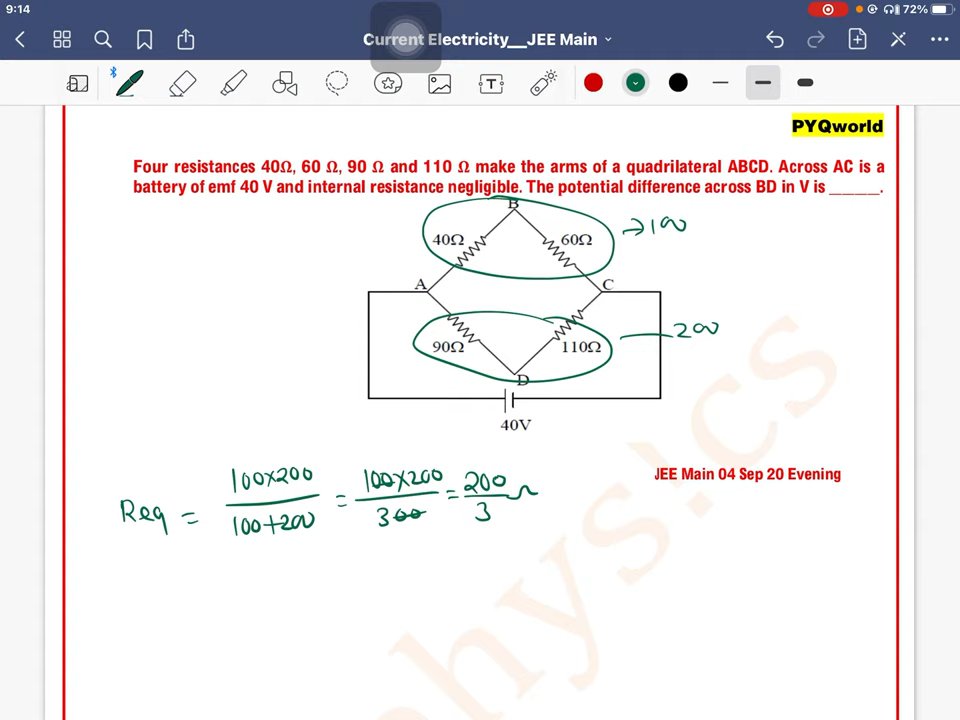 9:14
72%
Current Electricity__JEE Main
T
PYQworld
Four resistances 40Ω, 60 Ω, 90 Ω and 110 Ω make the arms of a quadrilateral ABCD. Across AC is a
battery of emf 40 V and internal resistance negligible. The potential difference across BD in V is _____.
B
40Ω
60Ω
→100
A
C
90Ω
110Ω
200
D
40V
JEE Main 04 Sep 20 Evening
Req = 100×200/100+200 = 100×200/300 = 200/3 Ω
phys!cs